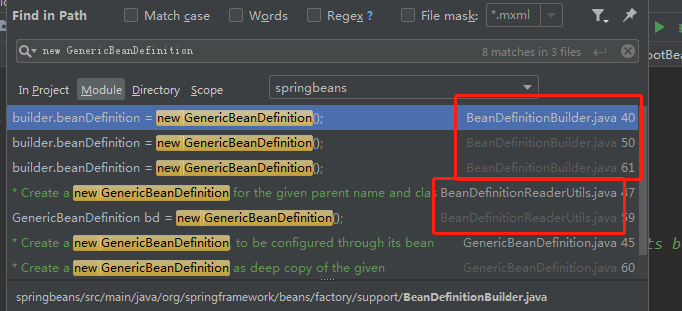 Find in Path Match case Words Regex ? File mask: *.mxml
new GenericBeanDefinition 8 matches in 3 files
ootBea
In Project Module Directory Scope springbeans
builder.beanDefinition = new GenericBeanDefinition(); BeanDefinitionBuilder.java 40
builder.beanDefinition = new GenericBeanDefinition(); BeanDefinitionBuilder.java 50
builder.beanDefinition = new GenericBeanDefinition(); BeanDefinitionBuilder.java 61
* Create a new GenericBeanDefinition for the given parent name and clas BeanDefinitionReaderUtils.java 47
GenericBeanDefinition bd = new GenericBeanDefinition(); BeanDefinitionReaderUtils.java 59
* Create a new GenericBeanDefinition, to be configured through its bean GenericBeanDefinition.java 45
ts b
* Create a new GenericBeanDefinition as deep copy of the given GenericBeanDefinition.java 60
springbeans/src/main/java/org/springframework/beans/factory/support/BeanDefinitionBuilder.java